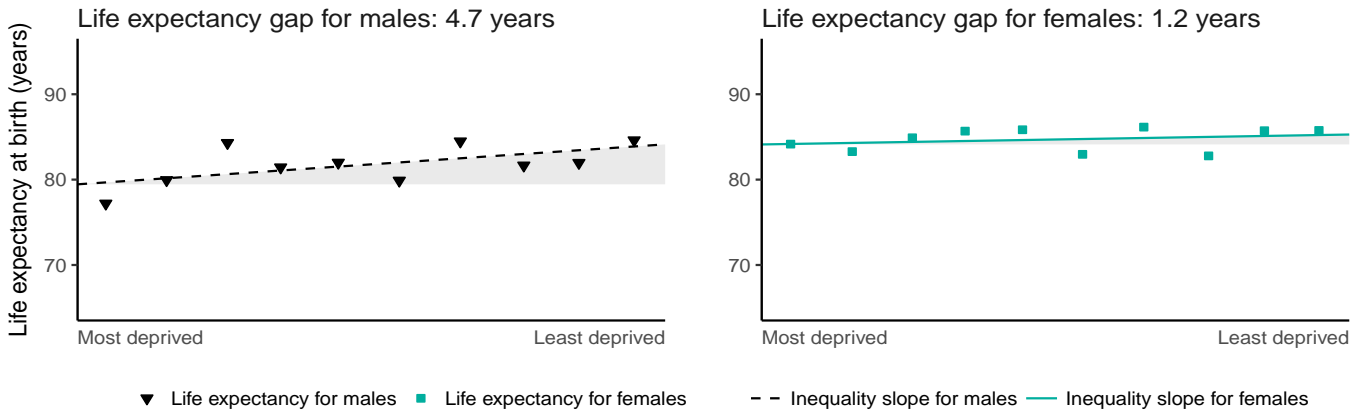 Life expectancy gap for males: 4.7 years
Life expectancy at birth (years)
90
80
70
Most deprived
Least deprived
Life expectancy gap for females: 1.2 years
90
80
70
Most deprived
Least deprived
Life expectancy for males
Life expectancy for females
Inequality slope for males
Inequality slope for females